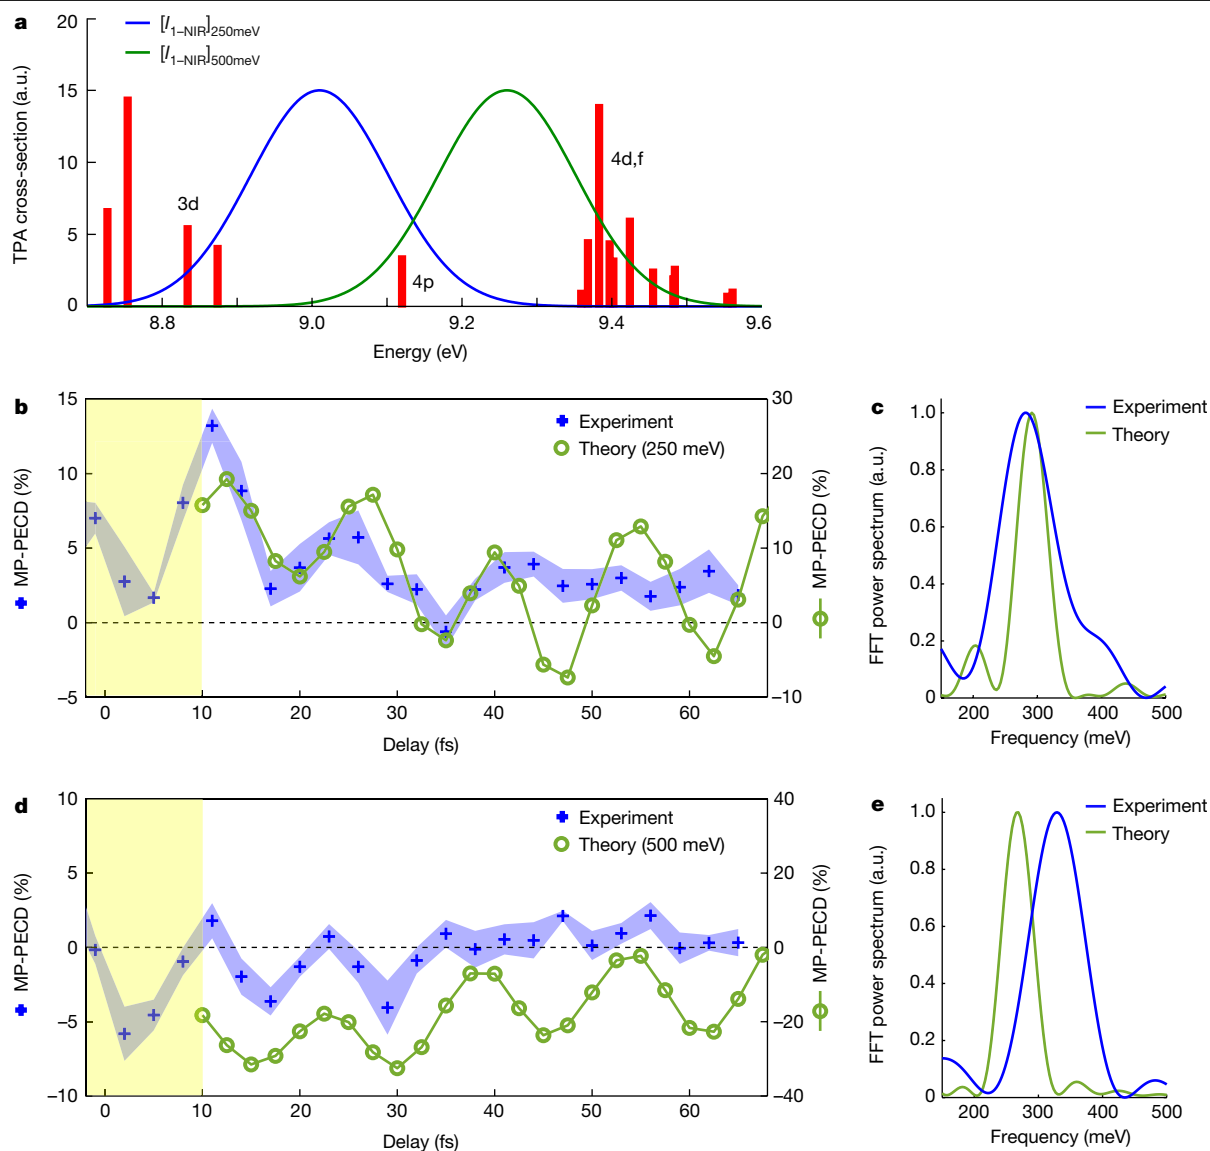 a
[I1–NIR]250meV
[I1–NIR]500meV
TPA cross-section (a.u.)
20
15
10
5
0
3d
4p
4d,f
8.8 9.0 9.2 9.4 9.6
Energy (eV)
b
MP-PECD (%)
15
10
5
0
–5
Experiment
Theory (250 meV)
30
20
10
0
–10
MP-PECD (%)
0 10 20 30 40 50 60
Delay (fs)
c
FFT power spectrum (a.u.)
1.0
0.8
0.6
0.4
0.2
0
Experiment
Theory
200 300 400 500
Frequency (meV)
d
MP-PECD (%)
10
5
0
–5
–10
Experiment
Theory (500 meV)
40
20
0
–20
–40
MP-PECD (%)
0 10 20 30 40 50 60
Delay (fs)
e
FFT power spectrum (a.u.)
1.0
0.8
0.6
0.4
0.2
0
Experiment
Theory
200 300 400 500
Frequency (meV)